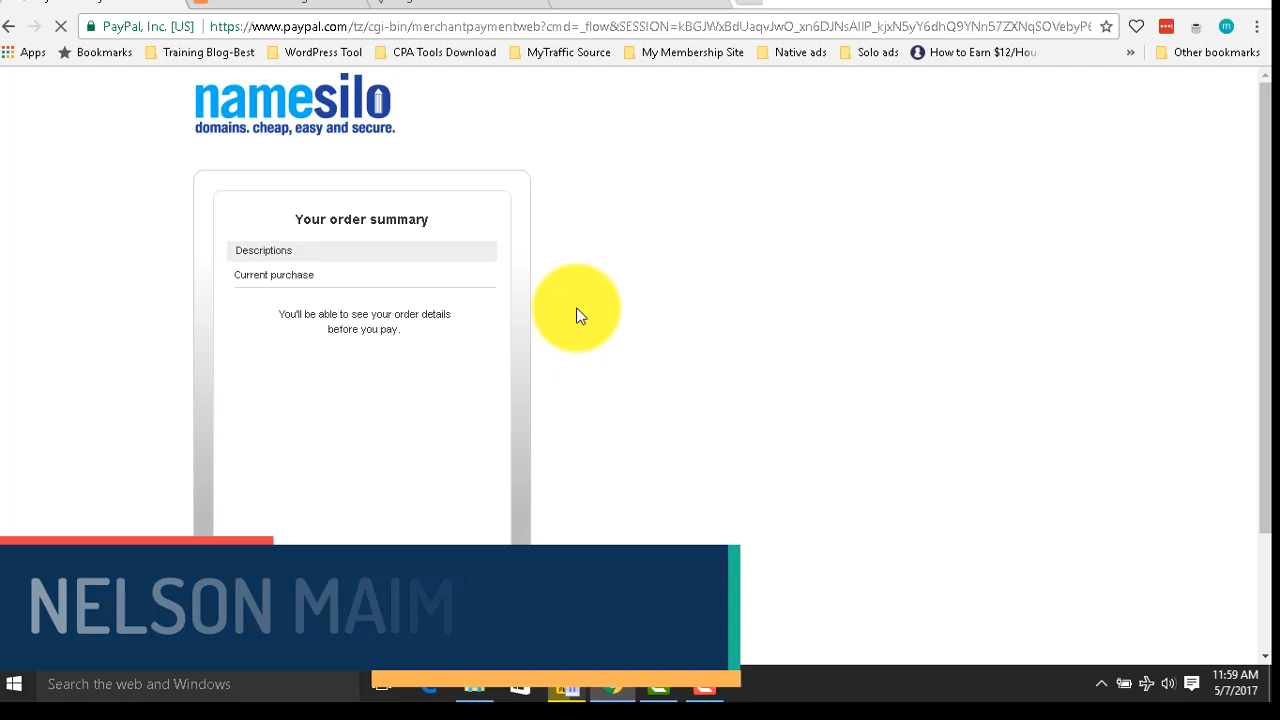 PayPal, Inc. [US] https://www.paypal.com/tz/cgi-bin/merchantpaymentweb?cmd=_flow&SESSION=kBGJWxBdUaqvJwO_xn6DJNsAlIP_kjxN5yY6dhQ9YNn57ZXNqSOVebyP6 m
Apps Bookmarks Training Blog-Best WordPress Tool CPA Tools Download MyTraffic Source My Membership Site Native ads Solo ads How to Earn $12/Hou » Other bookmarks
namesilo
domains. cheap, easy and secure.
Your order summary
Descriptions
Current purchase
You'll be able to see your order details
before you pay.
NELSON MAIM
Search the web and Windows
11:59 AM
5/7/2017